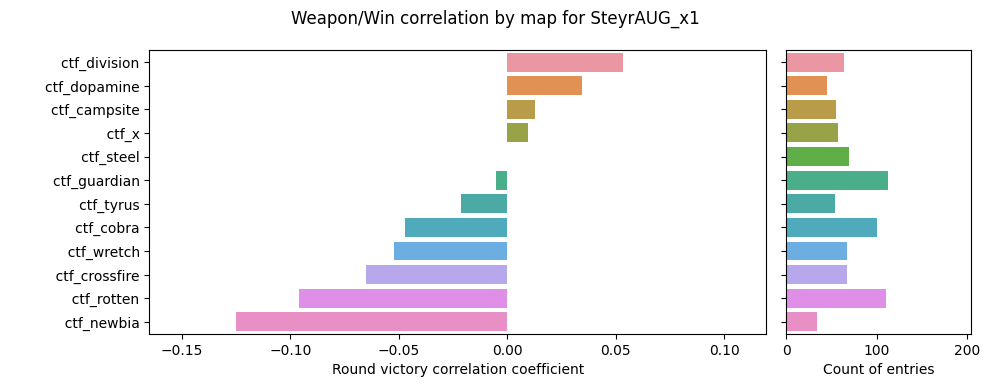 Weapon/Win correlation by map for SteyrAUG_x1
ctf_division
ctf_dopamine
ctf_campsite
ctf_x
ctf_steel
ctf_guardian
ctf_tyrus
ctf_cobra
ctf_wretch
ctf_crossfire
ctf_rotten
ctf_newbia
−0.15 −0.10 −0.05 0.00 0.05 0.10
0 100 200
Round victory correlation coefficient
Count of entries